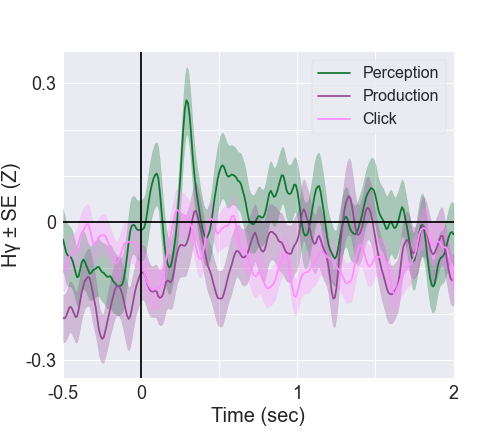 Perception
Production
Click
0.3
0
-0.3
Hγ ± SE (Z)
-0.5
0
1
2
Time (sec)